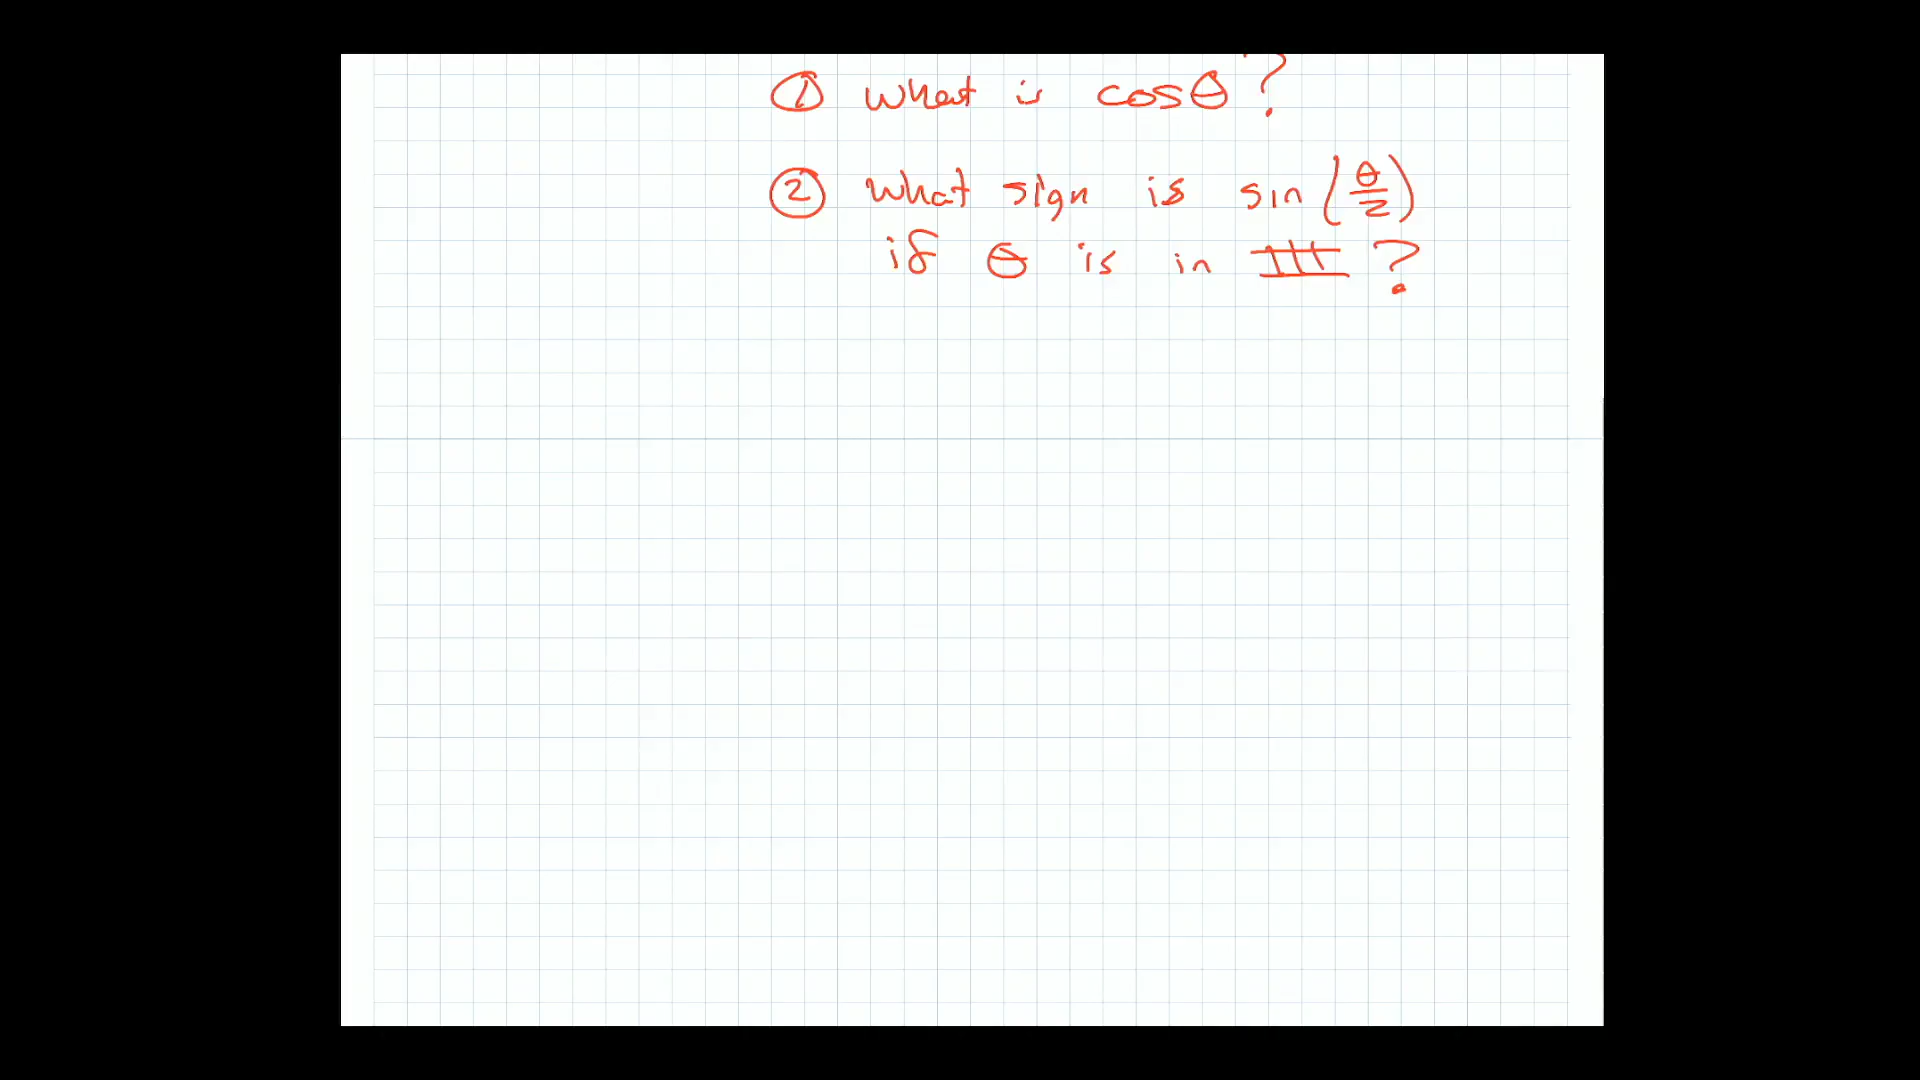 ① What is cosθ?
② What sign is sin(θ/2)
if θ is in III?